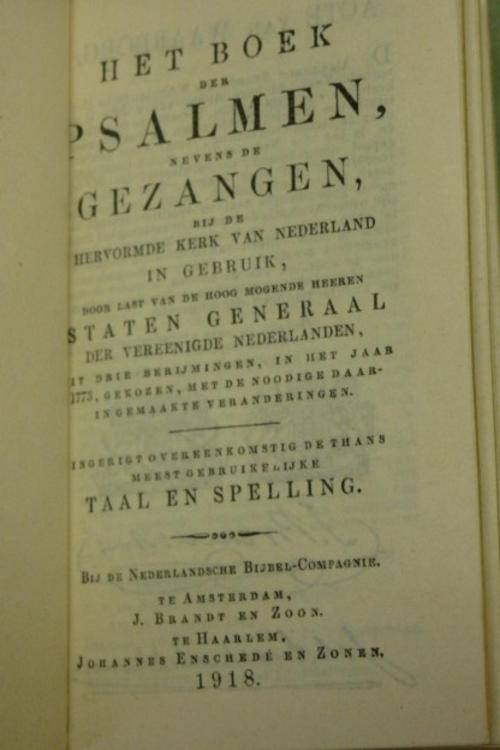 HET BOEK
DER
PSALMEN,
NEVENS DE
GEZANGEN,
BIJ DE
HERVORMDE KERK VAN NEDERLAND
IN GEBRUIK,
DOOR LAST VAN DE HOOG MOGENDE HEEREN
STATEN GENERAAL
DER VEREENIGDE NEDERLANDEN,
IT DRIE BERIJMINGEN, IN HET JAAR
1773, GEKOZEN, MET DE NOODIGE DAAR-
IN GEMAAKTE VERANDERINGEN.
INGERIGT OVEREENKOMSTIG DE THANS
MEEST GEBRUIKELIJKE
TAAL EN SPELLING.
BIJ DE NEDERLANDSCHE BIJBEL-COMPAGNIE.
TE AMSTERDAM,
J. BRANDT EN ZOON.
TE HAARLEM,
JOHANNES ENSCHEDÉ EN ZONEN.
1918.